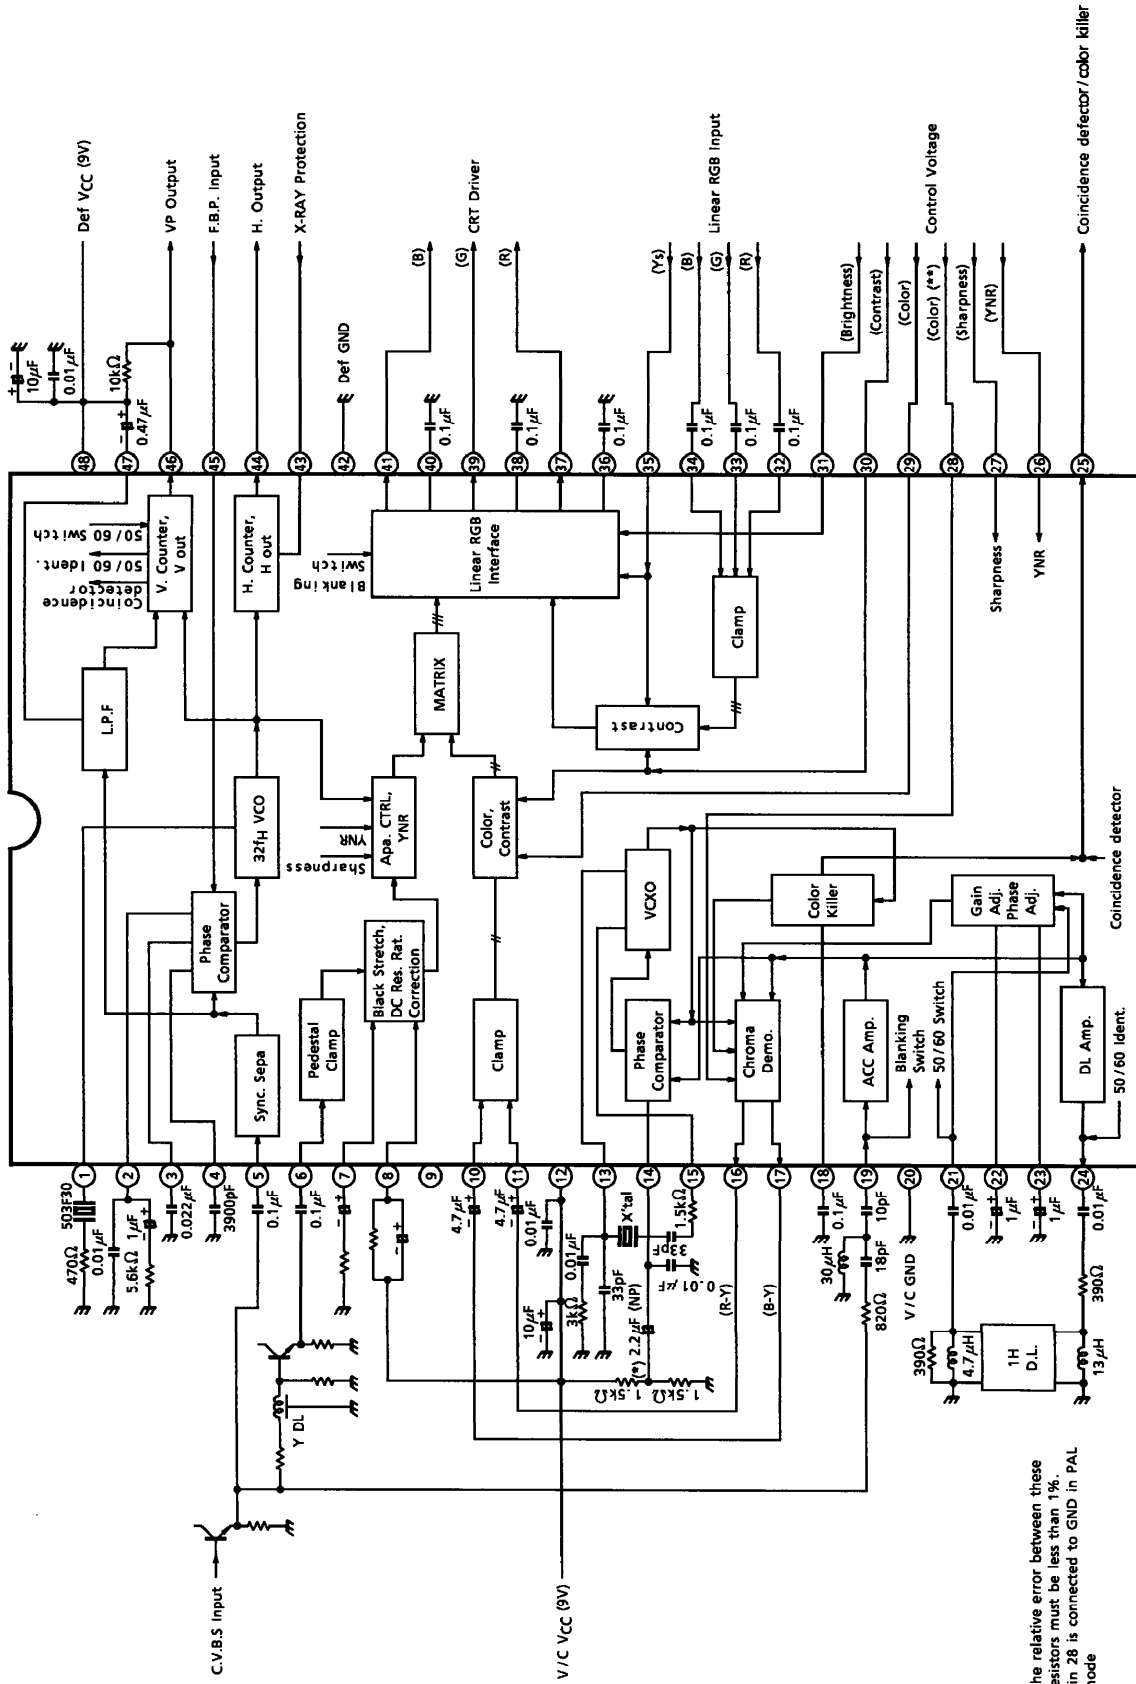 Def VCC (9V)
VP Output
F.B.P. Input
H. Output
X-RAY Protection
(B)
(G)
CRT Driver
(R)
Def GND
(Ys)
(B)
(G)
(R)
Linear RGB Input
(Brightness)
(Contrast)
(Color)
(Color) (**)
(Sharpness)
(YNR)
Control Voltage
Coincidence defector/color killer
10μF
0.01μF
10kΩ
0.47μF
0.1μF
0.1μF
0.1μF
0.1μF
0.1μF
0.1μF
48
47
46
45
44
43
42
41
40
39
38
37
36
35
34
33
32
31
30
29
28
27
26
25
50/60 Switch
50/60 Ident.
Coincidence
detector
V. Counter,
V out
H. Counter,
H out
Blanking
Switch
Linear RGB
Interface
Sharpness
YNR
L.P.F
MATRIX
Clamp
Contrast
32fH VCO
Sharpness
YNR
Apa. CTRL,
YNR
Color,
Contrast
VCXO
Color
Killer
Gain
Adj.
Phase
Adj.
Coincidence detector
Phase
Comparator
Black Stretch,
DC Res. Rat.
Correction
Sync. Sepa
Pedestal
Clamp
Clamp
Phase
Comparator
Chroma
Demo.
ACC Amp.
Blanking
Switch
50/60 Switch
DL Amp.
50/60 Ident.
1
2
3
4
5
6
7
8
9
10
11
12
13
14
15
16
17
18
19
20
21
22
23
24
503F30
470Ω
0.01μF
5.6kΩ
1μF
0.022μF
3900pF
0.1μF
0.1μF
4.7μF
4.7μF
0.01μF
10μF
0.01μF
3kΩ
33pF
X'tal
33pF
1.5kΩ
0.01μF
2.2μF (NP)
(*)
1.5kΩ
1.5kΩ
(R-Y)
(B-Y)
0.1μF
30μH
10pF
18pF
820Ω
V/C GND
0.01μF
390Ω
4.7μH
1μF
1μF
1H
D.L.
0.01μF
390Ω
13μH
Y DL
C.V.B.S Input
V/C VCC (9V)
he relative error between these
esistors must be less than 1%.
in 28 is connected to GND in PAL
node